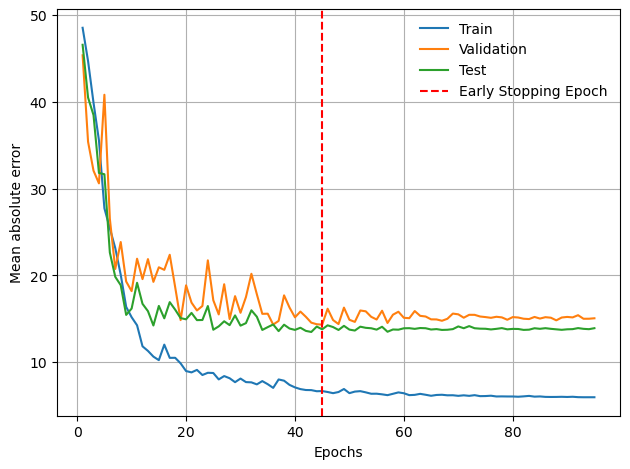 50
40
30
20
10
0
20
40
60
80
Mean absolute error
Epochs
Train
Validation
Test
Early Stopping Epoch